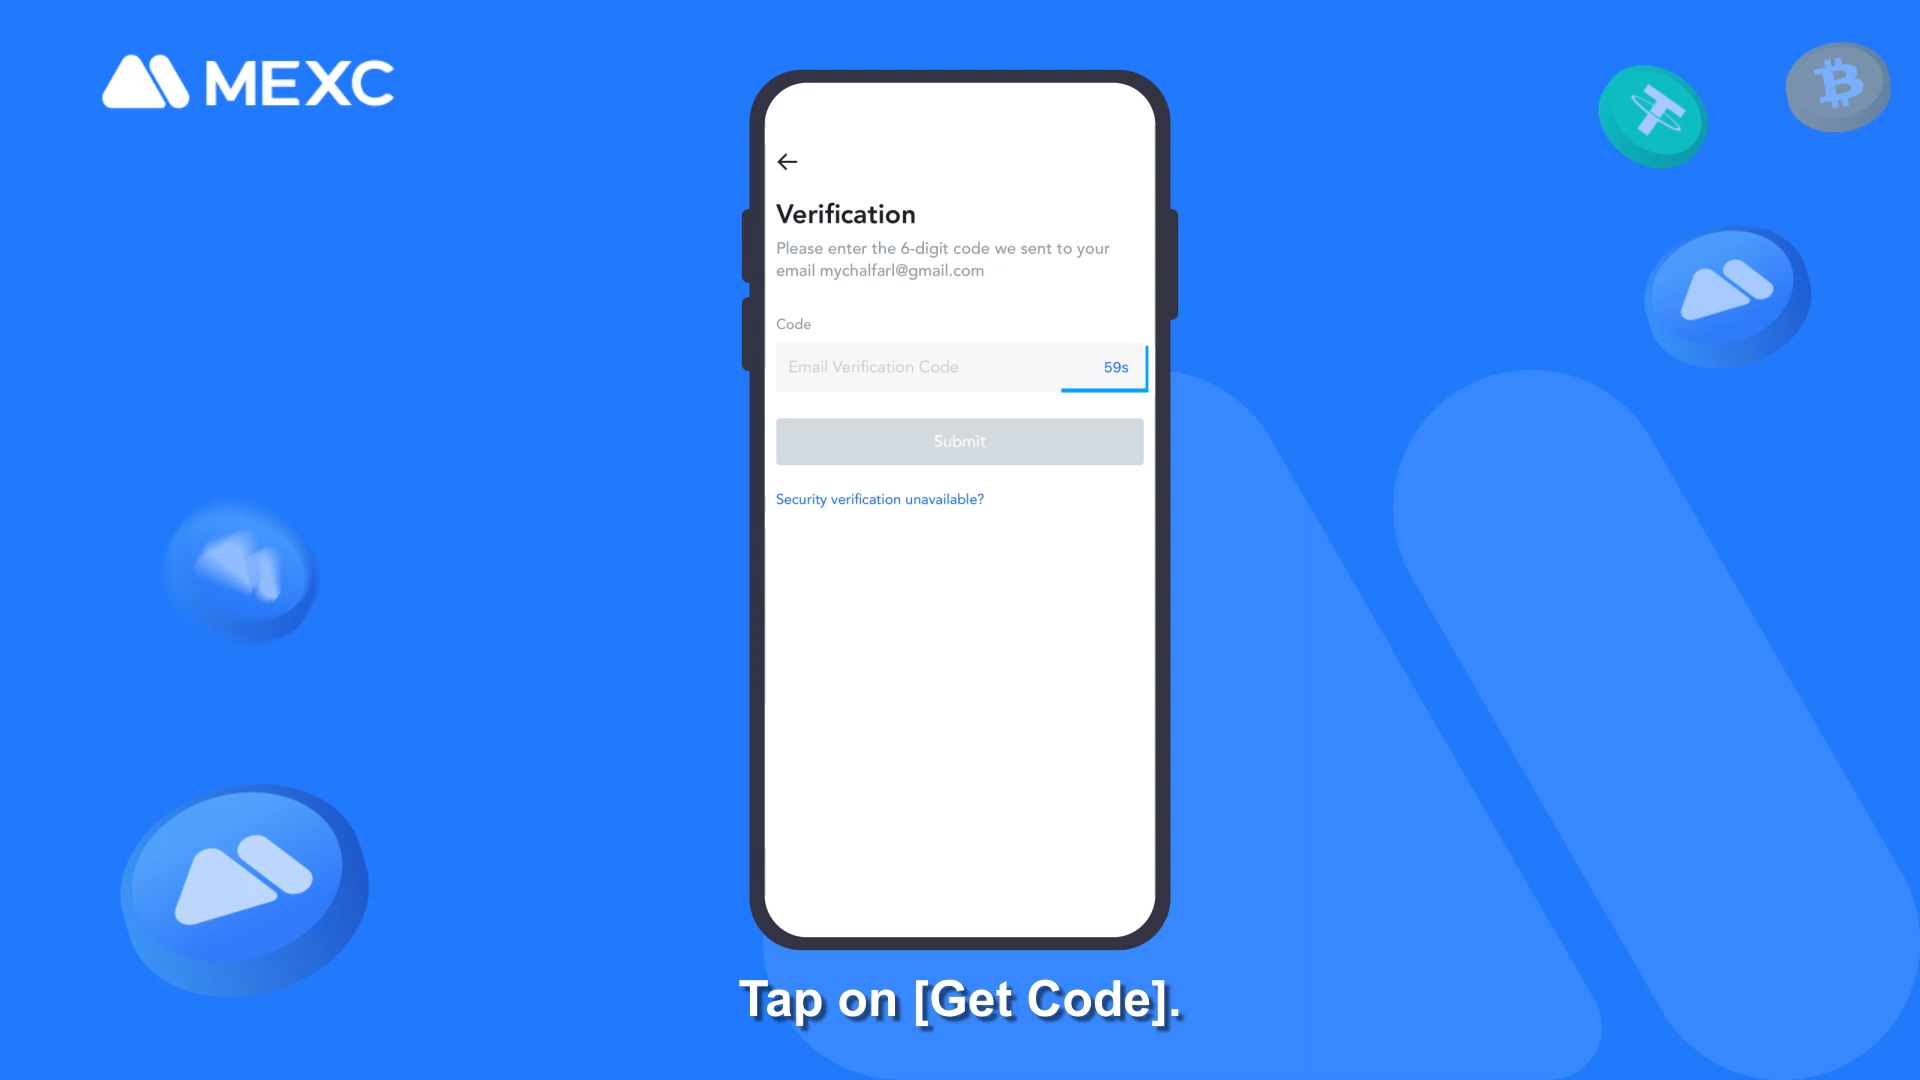 MEXC
Verification
Please enter the 6-digit code we sent to your
email mychalfarl@gmail.com
Code
Email Verification Code
59s
Submit
Security verification unavailable?
Tap on [Get Code].